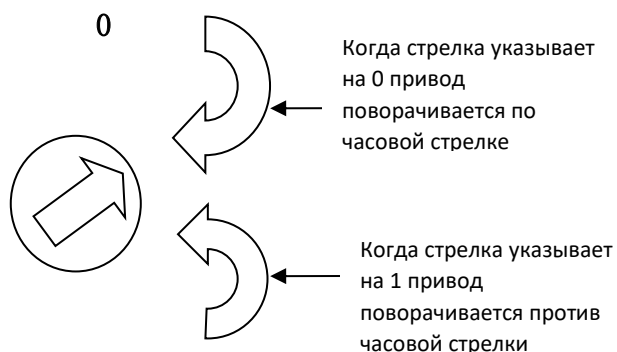 0
Когда стрелка указывает
на 0 привод
поворачивается по
часовой стрелке
Когда стрелка указывает
на 1 привод
поворачивается против
часовой стрелки